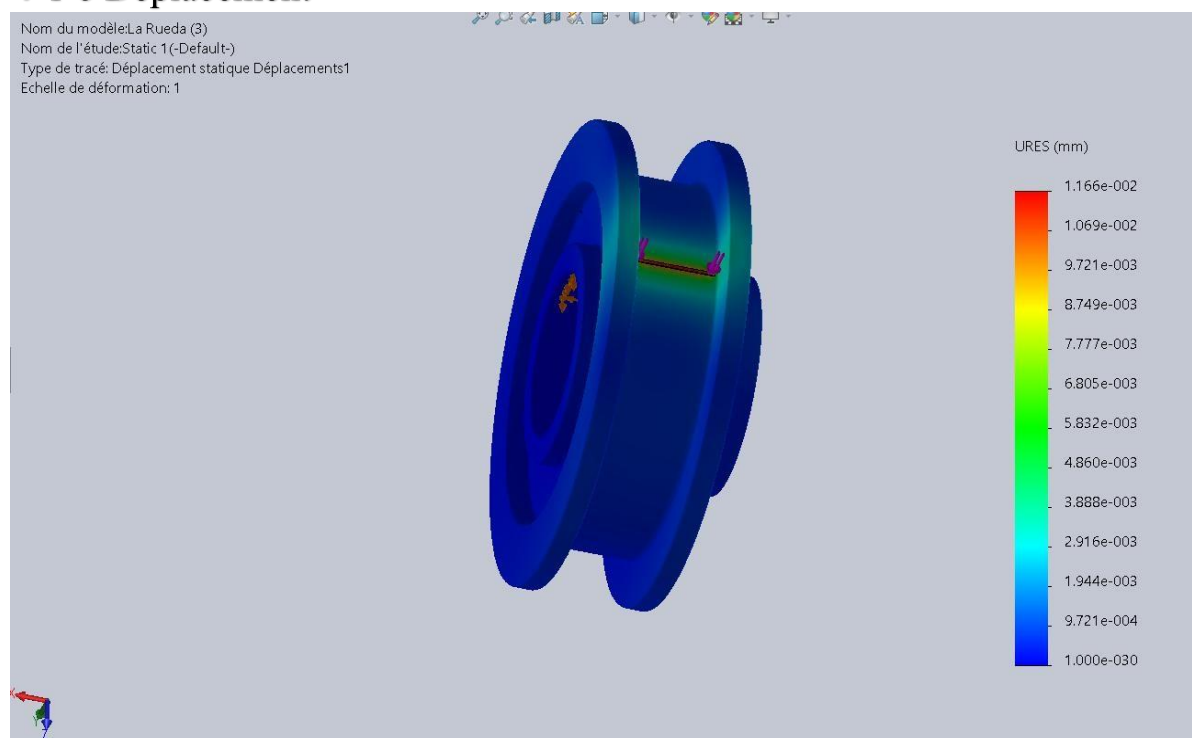 Déplacement
Nom du modèle:La Rueda (3)
Nom de l'étude:Static 1(-Default-)
Type de tracé: Déplacement statique Déplacements1
Echelle de déformation: 1
URES (mm)
1.166e-002
1.069e-002
9.721e-003
8.749e-003
7.777e-003
6.805e-003
5.832e-003
4.860e-003
3.888e-003
2.916e-003
1.944e-003
9.721e-004
1.000e-030
X
Y
Z